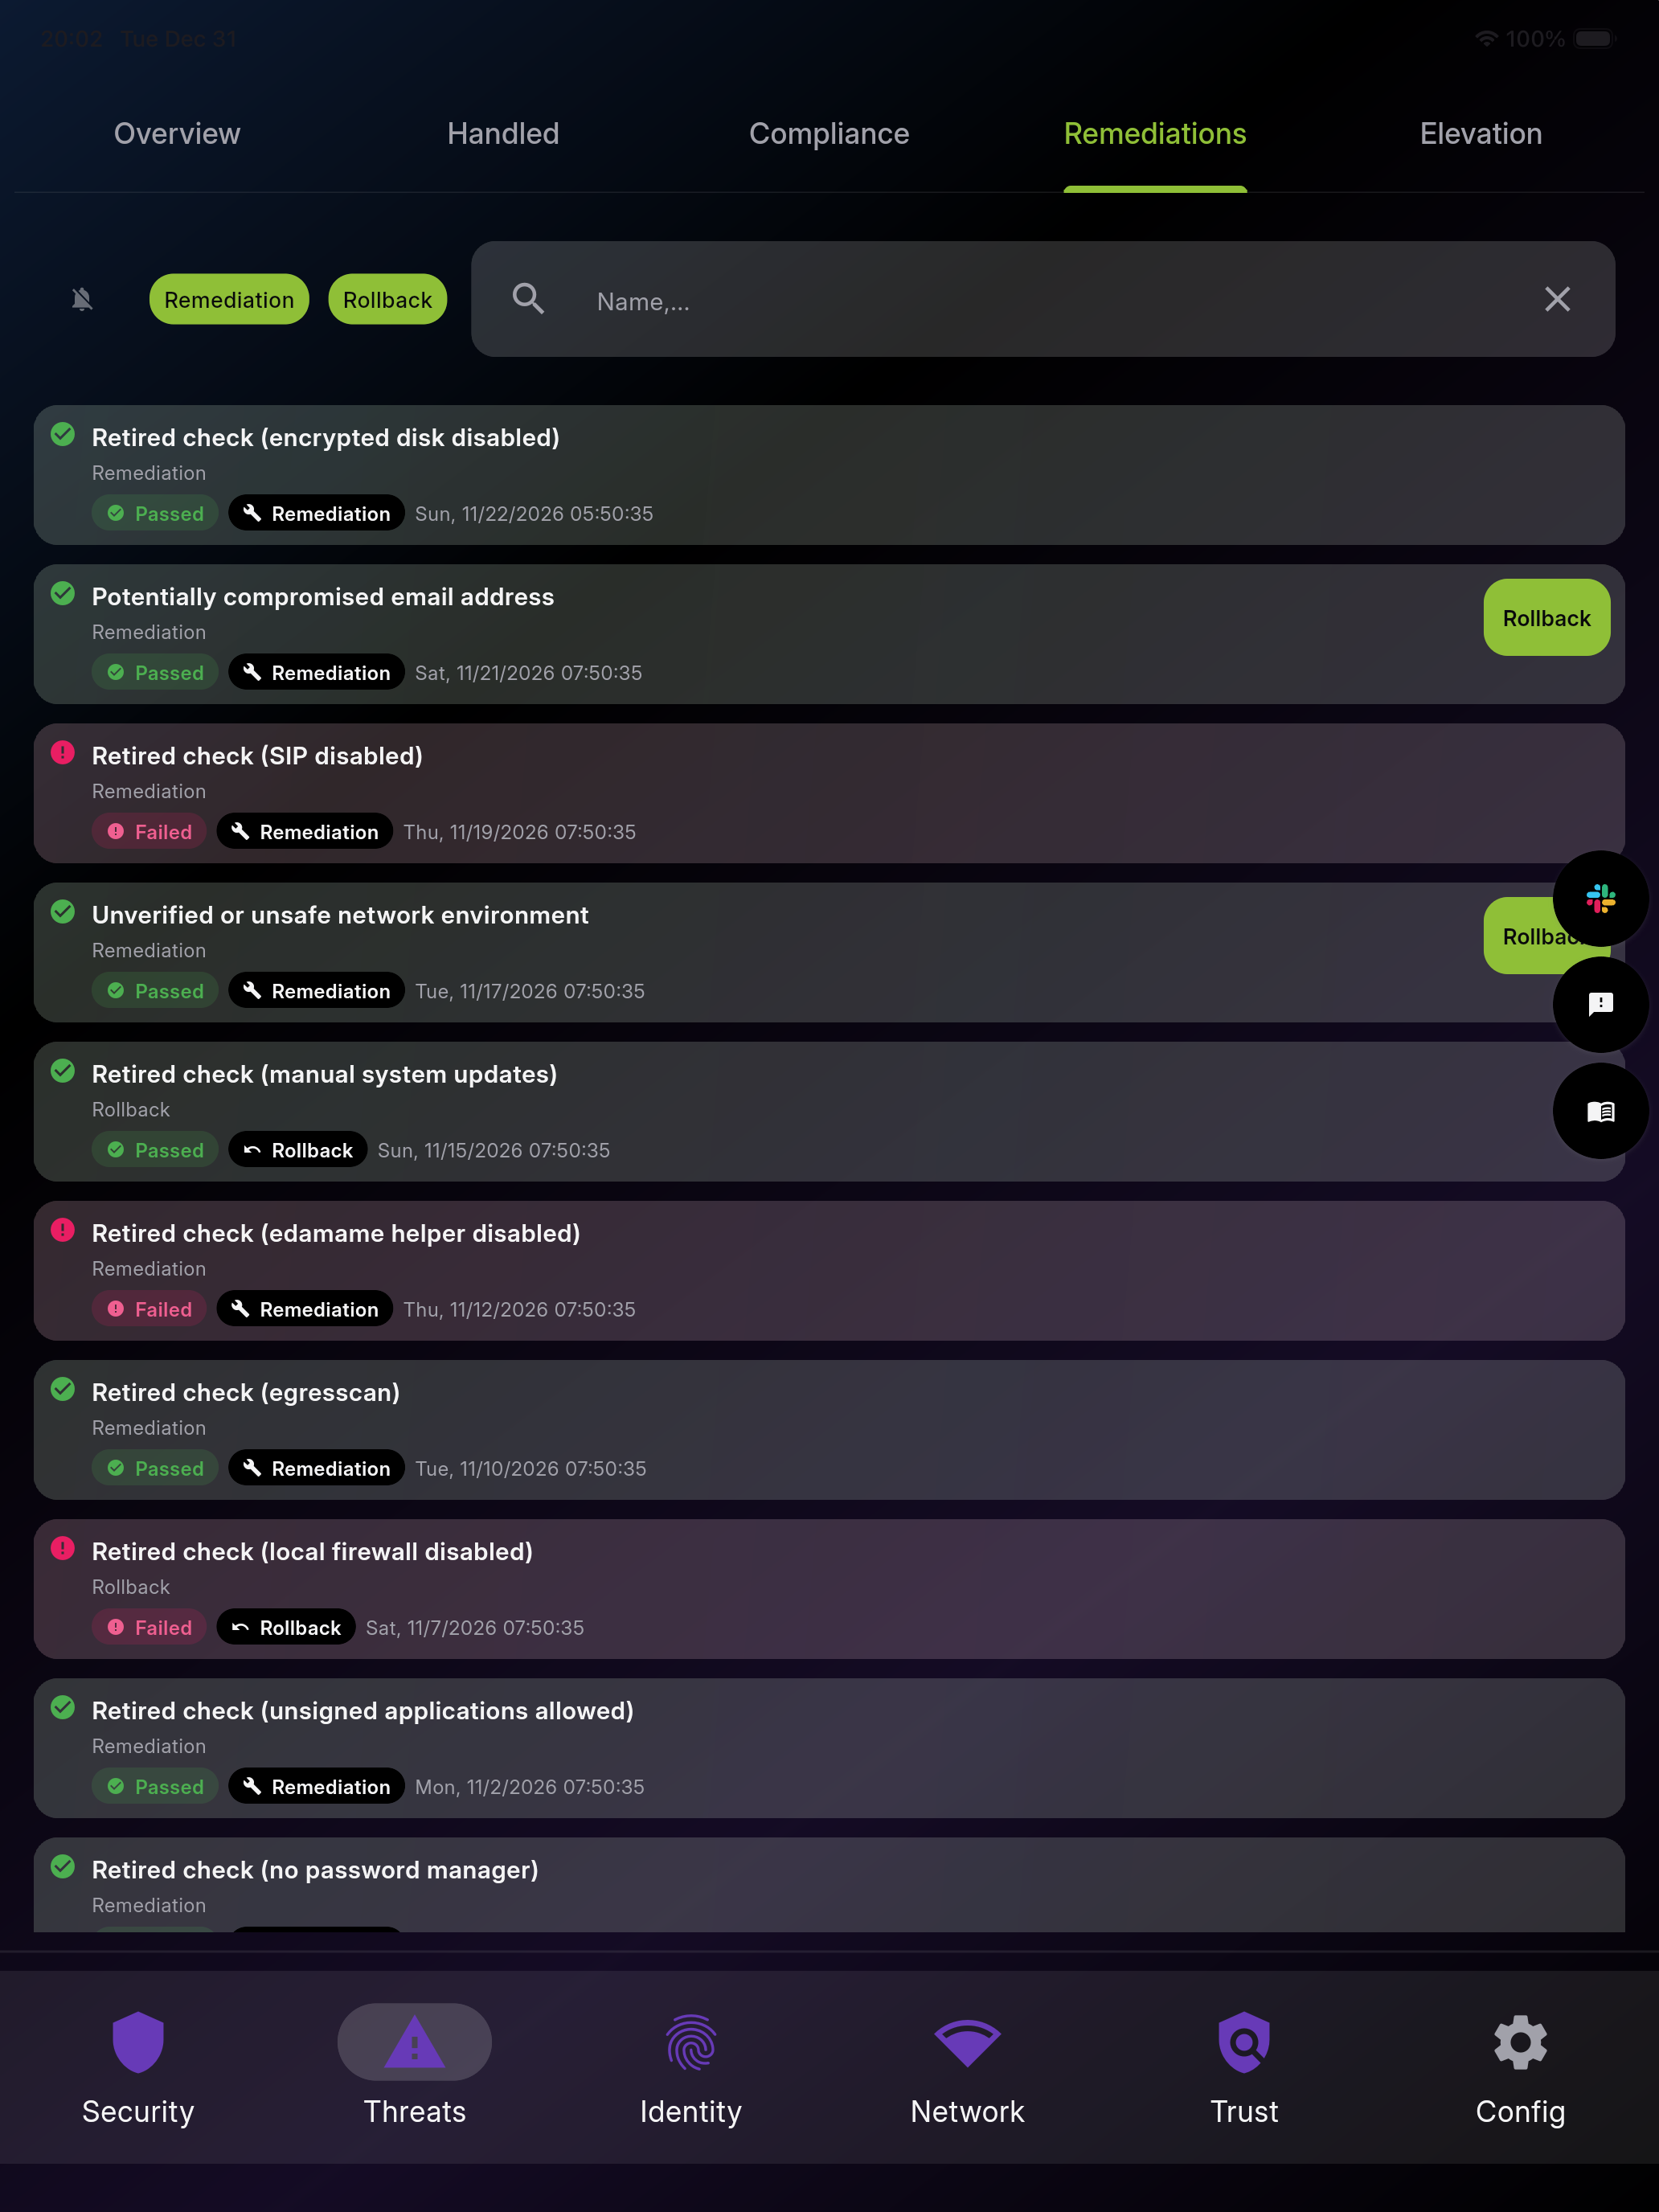 20:02 Tue Dec 31
100%
Overview
Handled
Compliance
Remediations
Elevation
Remediation
Rollback
Name,...
Retired check (encrypted disk disabled)
Remediation
Passed
Remediation
Sun, 11/22/2026 05:50:35
Potentially compromised email address
Rollback
Remediation
Passed
Remediation
Sat, 11/21/2026 07:50:35
Retired check (SIP disabled)
Remediation
Failed
Remediation
Thu, 11/19/2026 07:50:35
Unverified or unsafe network environment
Rollback
Remediation
Passed
Remediation
Tue, 11/17/2026 07:50:35
Retired check (manual system updates)
Rollback
Passed
Rollback
Sun, 11/15/2026 07:50:35
Retired check (edamame helper disabled)
Remediation
Failed
Remediation
Thu, 11/12/2026 07:50:35
Retired check (egresscan)
Remediation
Passed
Remediation
Tue, 11/10/2026 07:50:35
Retired check (local firewall disabled)
Rollback
Failed
Rollback
Sat, 11/7/2026 07:50:35
Retired check (unsigned applications allowed)
Remediation
Passed
Remediation
Mon, 11/2/2026 07:50:35
Retired check (no password manager)
Remediation
Security
Threats
Identity
Network
Trust
Config